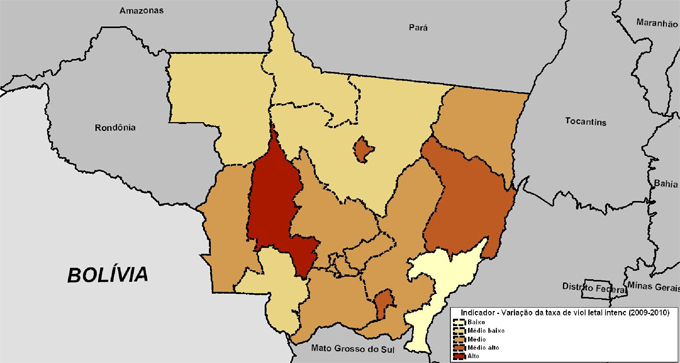 Amazonas
Pará
Maranhão
Rondônia
Tocantins
Bahia
BOLÍVIA
Distrito Federal
Minas Gerais
Mato Grosso do Sul
Indicador - Variação da taxa de viol letal intenc (2009-2010)
Baixo
Médio baixo
Médio
Médio alto
Alto